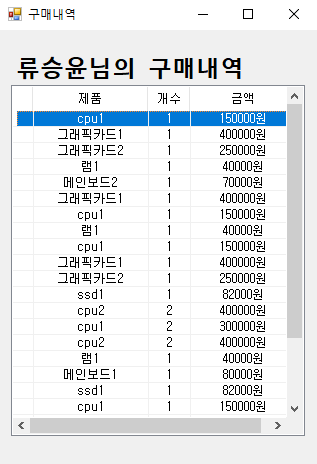 구매내역
류승윤님의 구매내역
제품 개수 금액
cpu1 1 150000원
그래픽카드1 1 400000원
그래픽카드2 1 250000원
램1 1 40000원
메인보드2 1 70000원
그래픽카드1 1 400000원
cpu1 1 150000원
램1 1 40000원
cpu1 1 150000원
그래픽카드1 1 400000원
그래픽카드2 1 250000원
ssd1 1 82000원
cpu2 2 400000원
cpu1 2 300000원
cpu2 2 400000원
램1 1 40000원
메인보드1 1 80000원
ssd1 1 82000원
cpu1 1 150000원